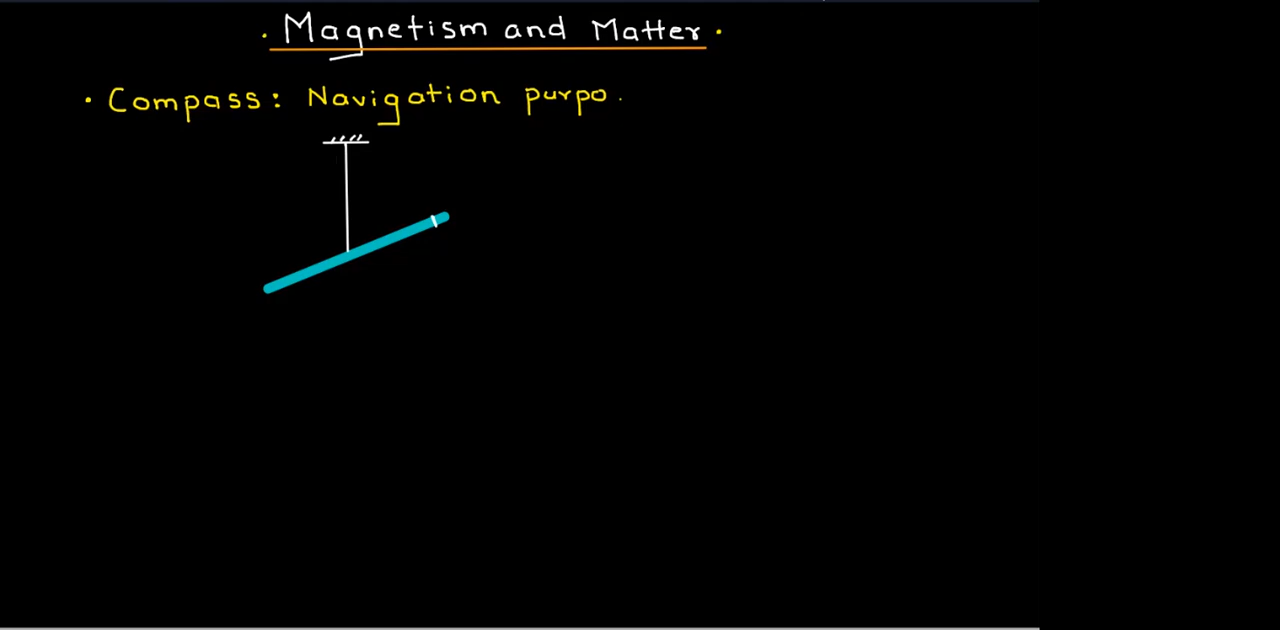 · Magnetism and Matter ·
· Compass: Navigation purpo.